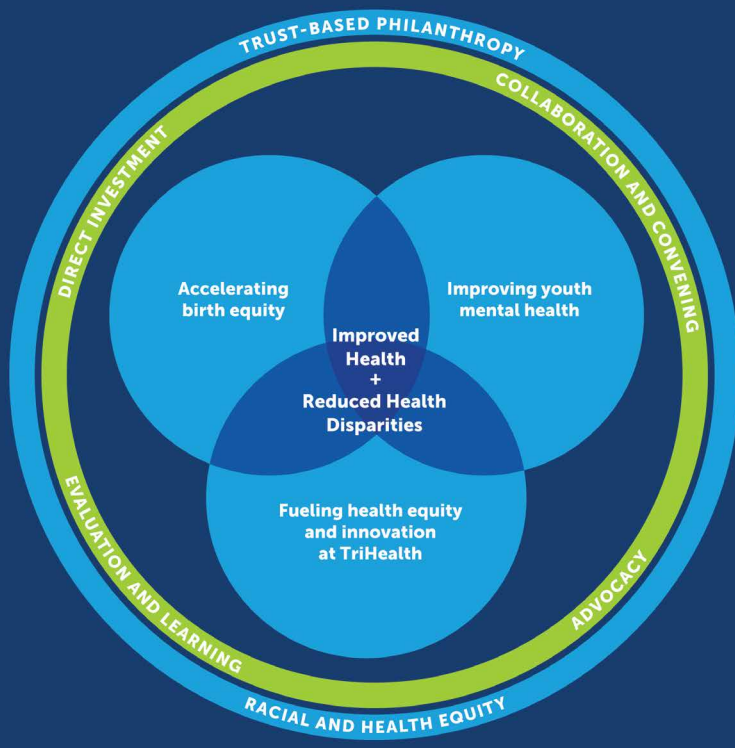 TRUST-BASED PHILANTHROPY
COLLABORATION AND CONVENING
DIRECT INVESTMENT
Accelerating
birth equity
Improving youth
mental health
Improved
Health
+
Reduced Health
Disparities
Fueling health equity
and innovation
at TriHealth
EVALUATION AND LEARNING
ADVOCACY
RACIAL AND HEALTH EQUITY